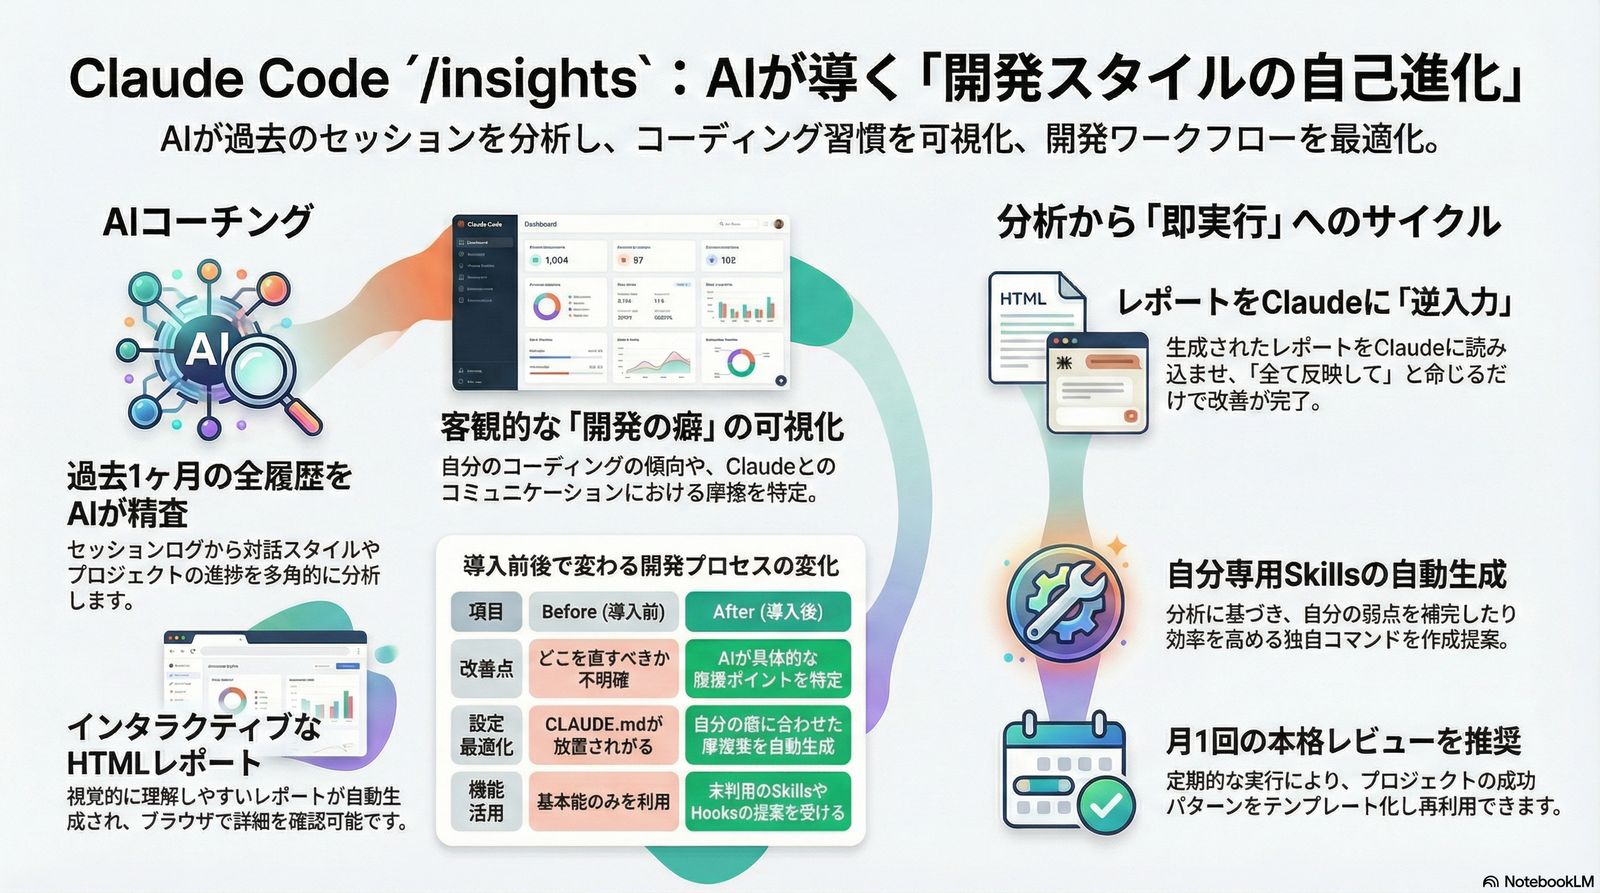 Claude Code ´/insights`：AIが導く「開発スタイルの自己進化」
AIが過去のセッションを分析し、コーディング習慣を可視化、開発ワークフローを最適化。
AIコーチング
AI
過去1ヶ月の全履歴を
AIが精査
セッションログから対話スタイルや
プロジェクトの進捗を多角的に分析
します。
インタラクティブな
HTMLレポート
視覚的に理解しやすいレポートが自動生
成され、ブラウザで詳細を確認可能です。
Claude Code
Dashboard
1,004
97
102
客観的な「開発の癖」の可視化
自分のコーディングの傾向や、Claudeとの
コミュニケーションにおける摩擦を特定。
導入前後で変わる開発プロセスの変化
項目 Before (導入前) After (導入後)
改善点
どこを直すべきか
不明確
AIが具体的な
腹援ポイントを特定
設定
最適化
CLAUDE.mdが
放置されがる
自分の癒に合わせた
を自動生成
機能
活用
基本能のみを利用
末判用のSkillsや
Hooksの提案を受ける
分析から「即実行」へのサイクル
HTML
レポートをClaudeに「逆入力」
生成されたレポートをClaudeに読み
込ませ、「全て反映して」と命じるだ
けで改善が完了。
自分専用Skillsの自動生成
分析に基づき、自分の弱点を補完したり
効率を高める独自コマンドを作成提案。
月1回の本格レビューを推奨
定期的な実行により、プロジェクトの成功
パターンをテンプレート化し再利用できます。
NotebookLM